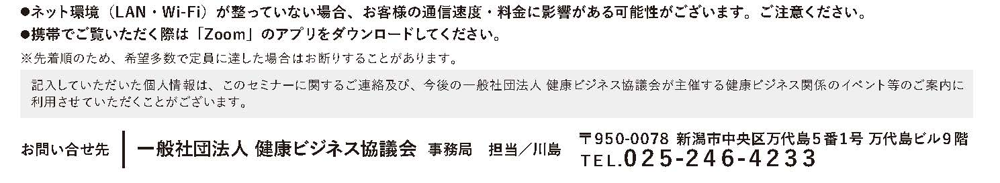 ●ネット環境（LAN・Wi-Fi）が整っていない場合、お客様の通信速度・料金に影響がある可能性がございます。ご注意ください。
●携帯でご覧いただく際は「Zoom」のアプリをダウンロードしてください。
※先着順のため、希望多数で定員に達した場合はお断りすることがあります。
記入していただいた個人情報は、このセミナーに関するご連絡及び、今後の一般社団法人 健康ビジネス協議会が主催する健康ビジネス関係のイベント等のご案内に
利用させていただくことがございます。
お問い合せ先 一般社団法人 健康ビジネス協議会 事務局 担当／川島
〒950-0078 新潟市中央区万代島5番1号 万代島ビル9階
TEL.025-246-4233